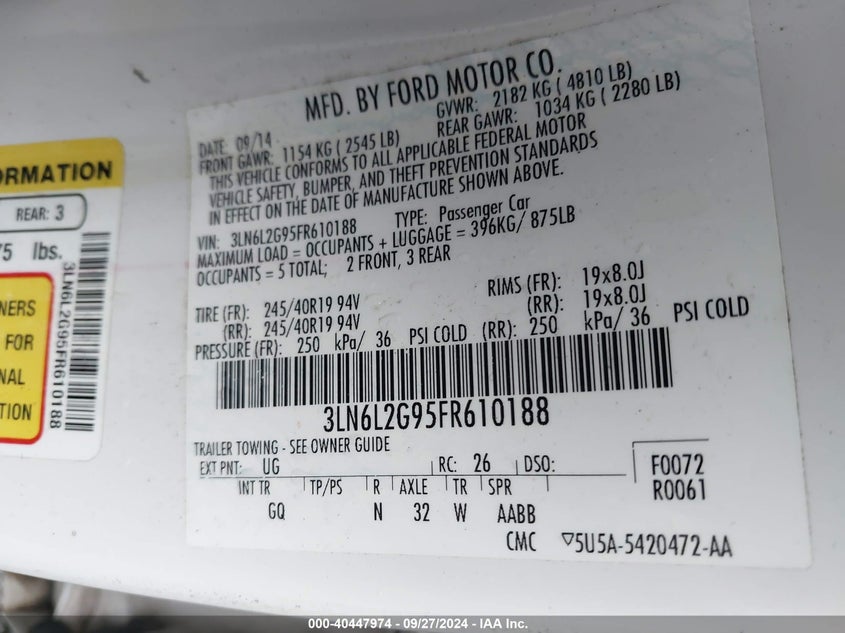 ORMATION
REAR: 3
75 lbs.
NERS
FOR
NAL
TION
3LN6L2G95FR610188
MFD. BY FORD MOTOR CO.
DATE: 09/14 GVWR: 2182 KG ( 4810 LB)
FRONT GAWR: 1154 KG ( 2545 LB) REAR GAWR: 1034 KG ( 2280 LB)
THIS VEHICLE CONFORMS TO ALL APPLICABLE FEDERAL MOTOR
VEHICLE SAFETY, BUMPER, AND THEFT PREVENTION STANDARDS
IN EFFECT ON THE DATE OF MANUFACTURE SHOWN ABOVE.
VIN: 3LN6L2G95FR610188 TYPE: Passenger Car
MAXIMUM LOAD = OCCUPANTS + LUGGAGE = 396KG/ 875LB
OCCUPANTS = 5 TOTAL; 2 FRONT, 3 REAR
TIRE (FR): 245/40R19 94V RIMS (FR): 19x8.0J
(RR): 245/40R19 94V (RR): 19x8.0J
PRESSURE (FR): 250 kPa/ 36 PSI COLD (RR): 250 kPa/ 36 PSI COLD
3LN6L2G95FR610188
TRAILER TOWING - SEE OWNER GUIDE
EXT PNT: UG RC: 26 DSO: F0072
INT TR TP/PS R AXLE TR SPR R0061
GQ N 32 W AABB
CMC ▽5U5A-5420472-AA
000-40447974 / 09/27/2024 - IAA Inc.